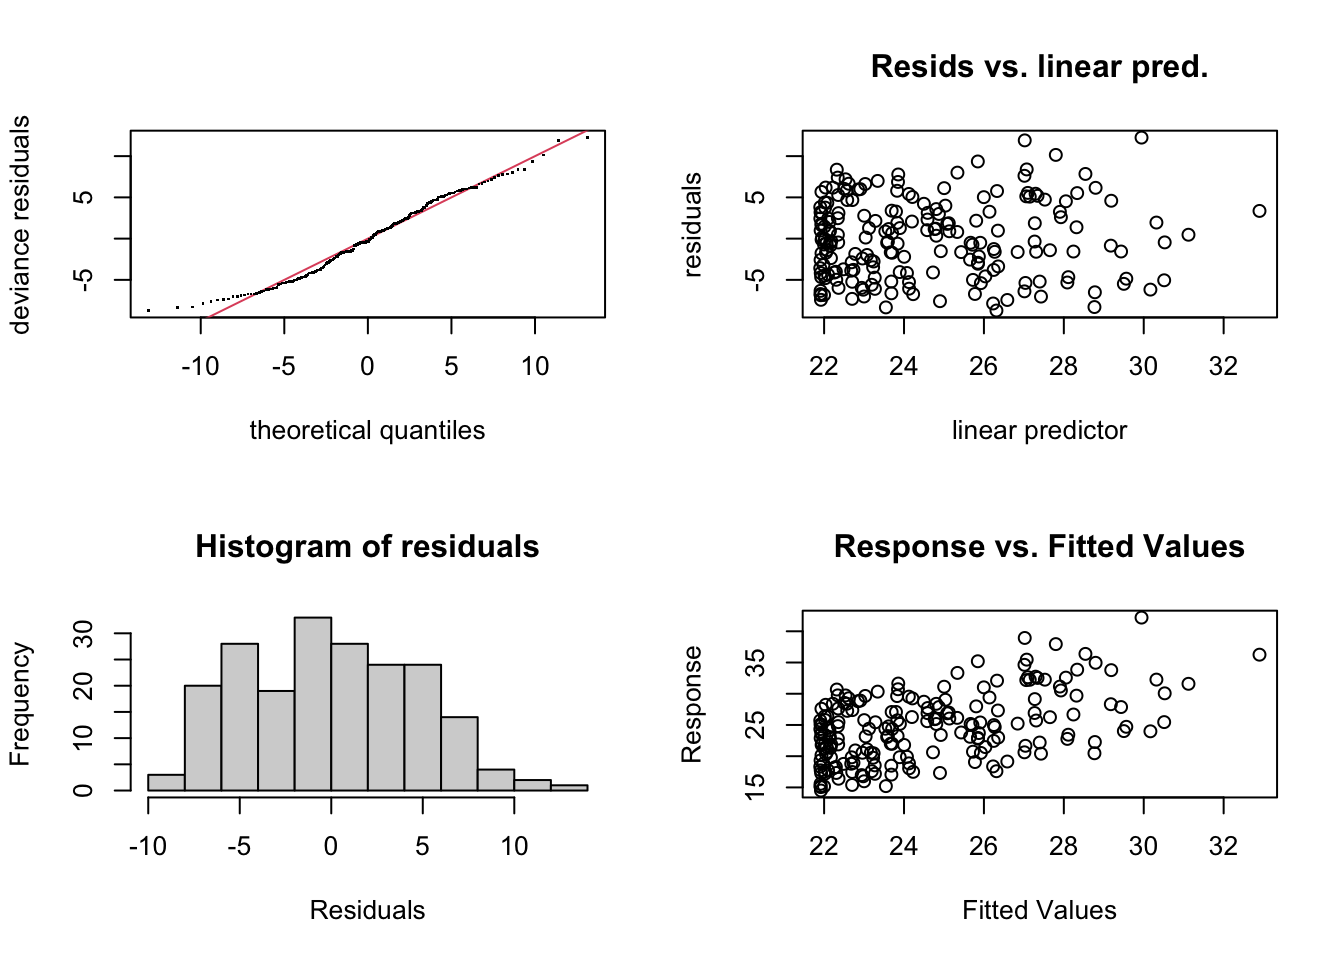 deviance residuals
5
-5
-10 -5 0 5 10
theoretical quantiles
Resids vs. linear pred.
residuals
5
-5
22 24 26 28 30 32
linear predictor
Histogram of residuals
Frequency
30
20
10
0
-10 -5 0 5 10
Residuals
Response vs. Fitted Values
Response
35
25
15
22 24 26 28 30 32
Fitted Values